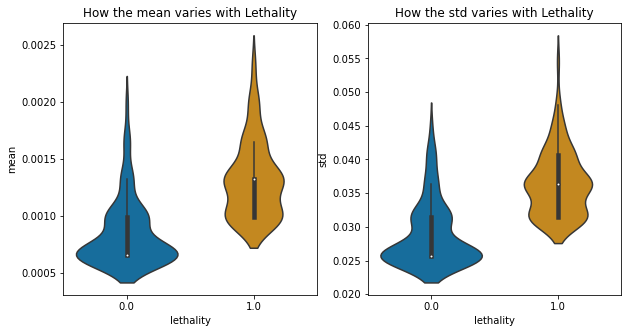 How the mean varies with Lethality
mean
0.0025
0.0020
0.0015
0.0010
0.0005
0.0 1.0
lethality
How the std varies with Lethality
std
0.060
0.055
0.050
0.045
0.040
0.035
0.030
0.025
0.020
0.0 1.0
lethality